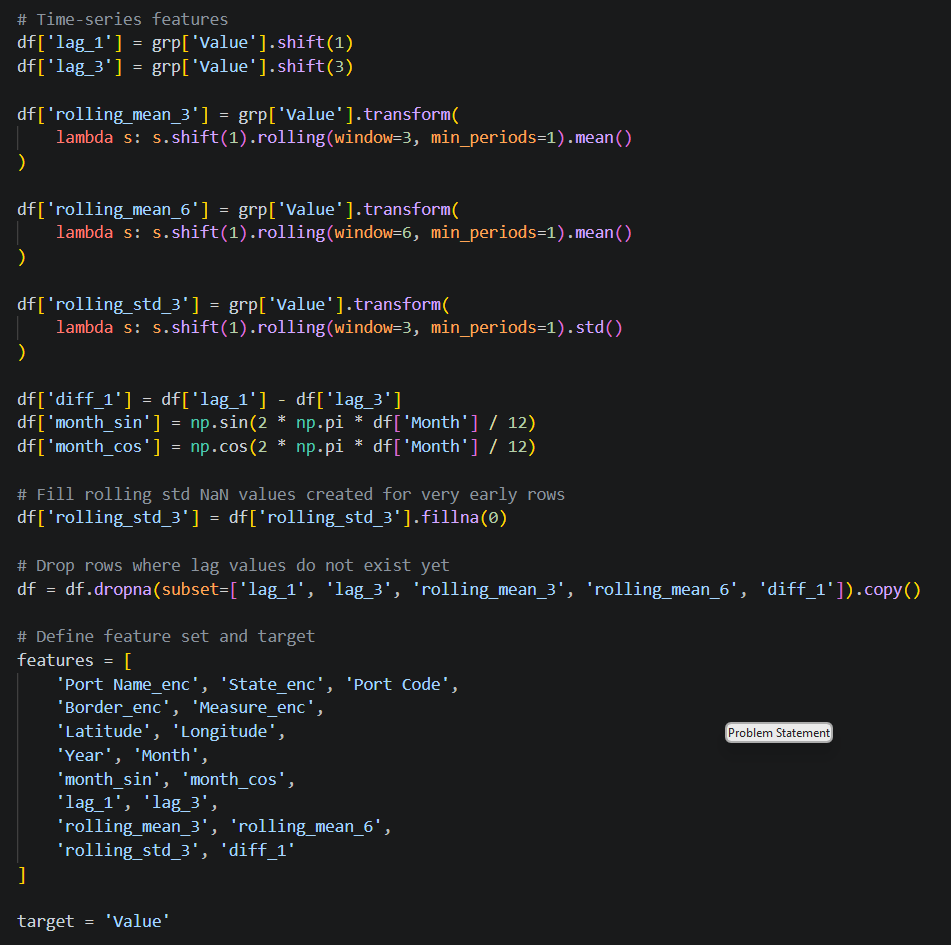 # Time-series features
df['lag_1'] = grp['Value'].shift(1)
df['lag_3'] = grp['Value'].shift(3)

df['rolling_mean_3'] = grp['Value'].transform(
    lambda s: s.shift(1).rolling(window=3, min_periods=1).mean()
)

df['rolling_mean_6'] = grp['Value'].transform(
    lambda s: s.shift(1).rolling(window=6, min_periods=1).mean()
)

df['rolling_std_3'] = grp['Value'].transform(
    lambda s: s.shift(1).rolling(window=3, min_periods=1).std()
)

df['diff_1'] = df['lag_1'] - df['lag_3']
df['month_sin'] = np.sin(2 * np.pi * df['Month'] / 12)
df['month_cos'] = np.cos(2 * np.pi * df['Month'] / 12)

# Fill rolling std NaN values created for very early rows
df['rolling_std_3'] = df['rolling_std_3'].fillna(0)

# Drop rows where lag values do not exist yet
df = df.dropna(subset=['lag_1', 'lag_3', 'rolling_mean_3', 'rolling_mean_6', 'diff_1']).copy()

# Define feature set and target
features = [
    'Port Name_enc', 'State_enc', 'Port Code',
    'Border_enc', 'Measure_enc',
    'Latitude', 'Longitude',
Problem Statement
    'Year', 'Month',
    'month_sin', 'month_cos',
    'lag_1', 'lag_3',
    'rolling_mean_3', 'rolling_mean_6',
    'rolling_std_3', 'diff_1'
]

target = 'Value'